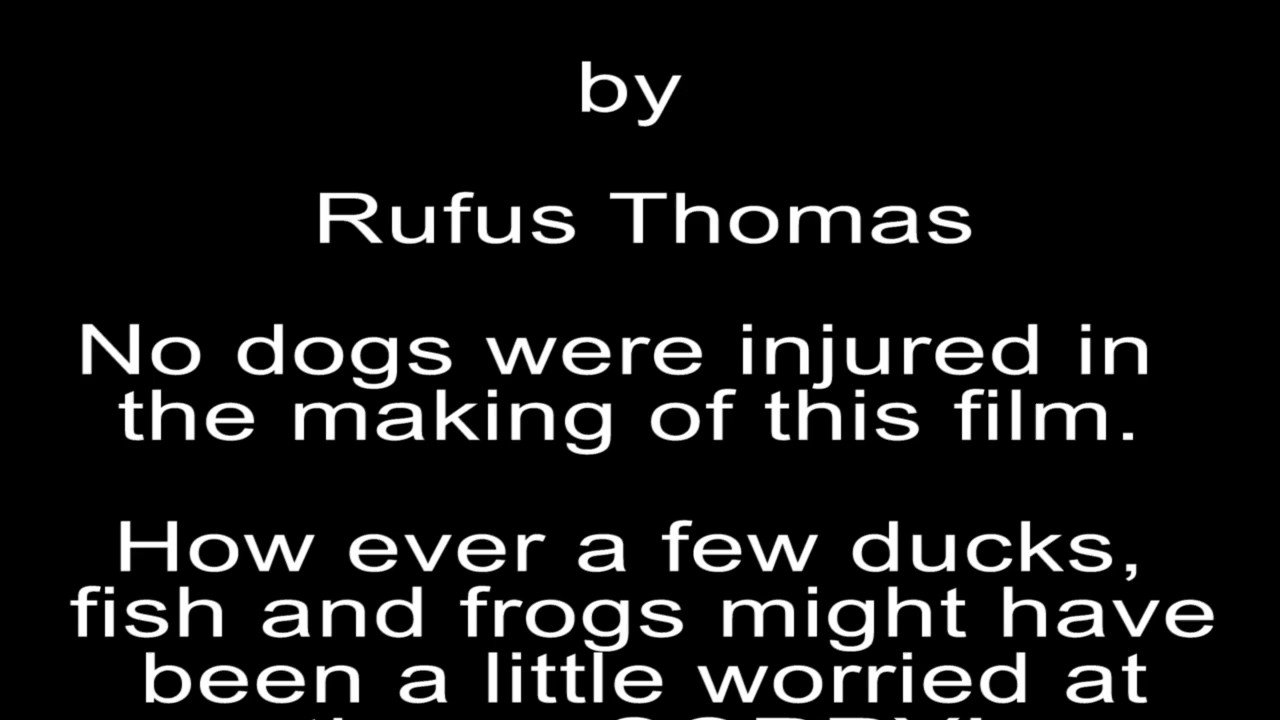 by
Rufus Thomas
No dogs were injured in
the making of this film.
How ever a few ducks,
fish and frogs might have
been a little worried at